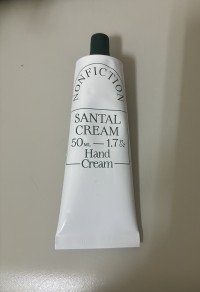 NONFICTION
SANTAL
CREAM
50ML — 1.7FL.OZ
Hand
Cream